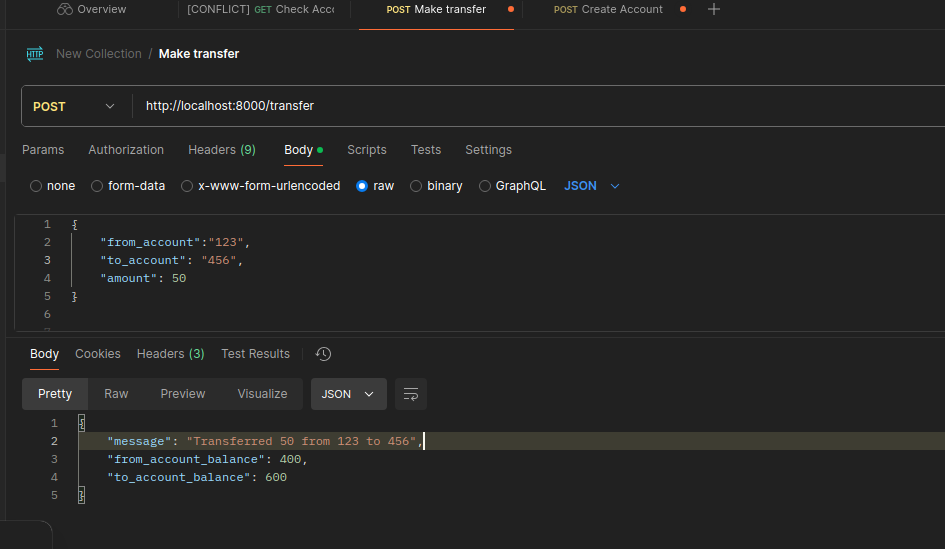 Overview [CONFLICT] GET Check Acc POST Make transfer POST Create Account
HTTP New Collection / Make transfer
POST http://localhost:8000/transfer
Params Authorization Headers (9) Body Scripts Tests Settings
none form-data x-www-form-urlencoded raw binary GraphQL JSON
1 {
2 "from_account":"123",
3 "to_account": "456",
4 "amount": 50
5 }
6
Body Cookies Headers (3) Test Results
Pretty Raw Preview Visualize JSON
1 {
2 "message": "Transferred 50 from 123 to 456",
3 "from_account_balance": 400,
4 "to_account_balance": 600
5 }